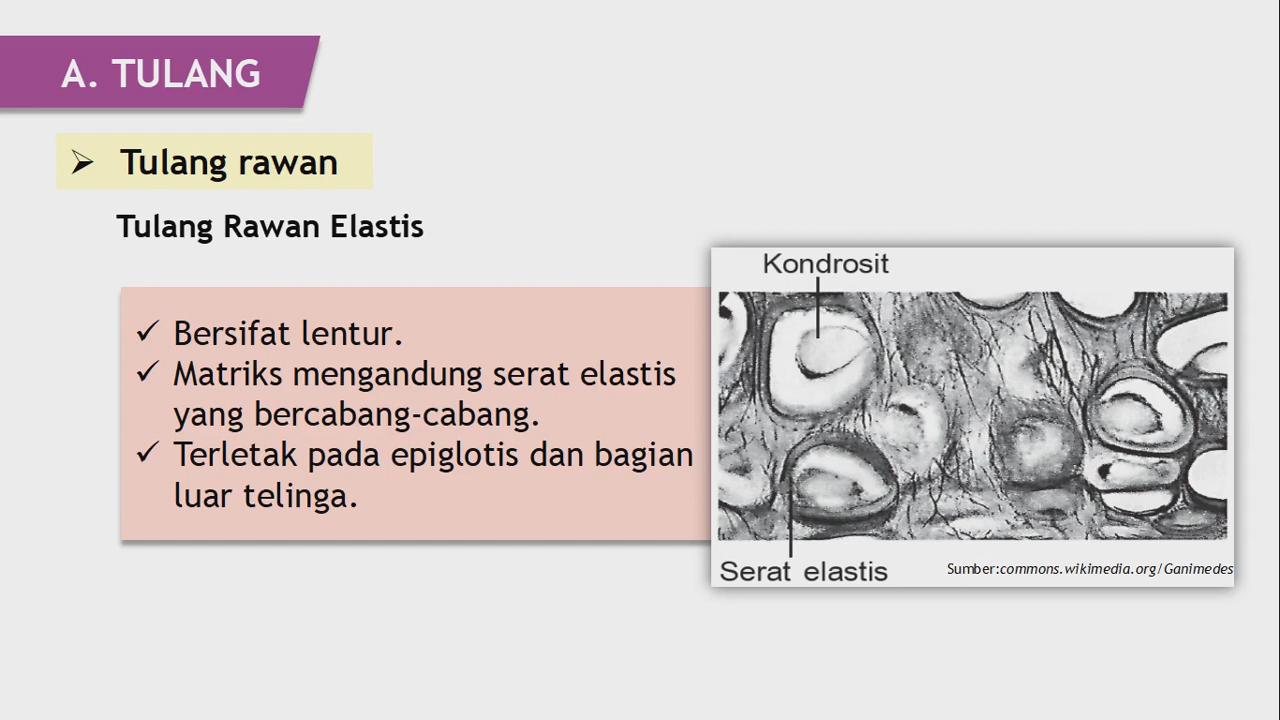 A. TULANG
➢ Tulang rawan
Tulang Rawan Elastis
✓ Bersifat lentur.
✓ Matriks mengandung serat elastis
yang bercabang-cabang.
✓ Terletak pada epiglotis dan bagian
luar telinga.
Kondrosit
Serat elastis
Sumber:commons.wikimedia.org/Ganimedes